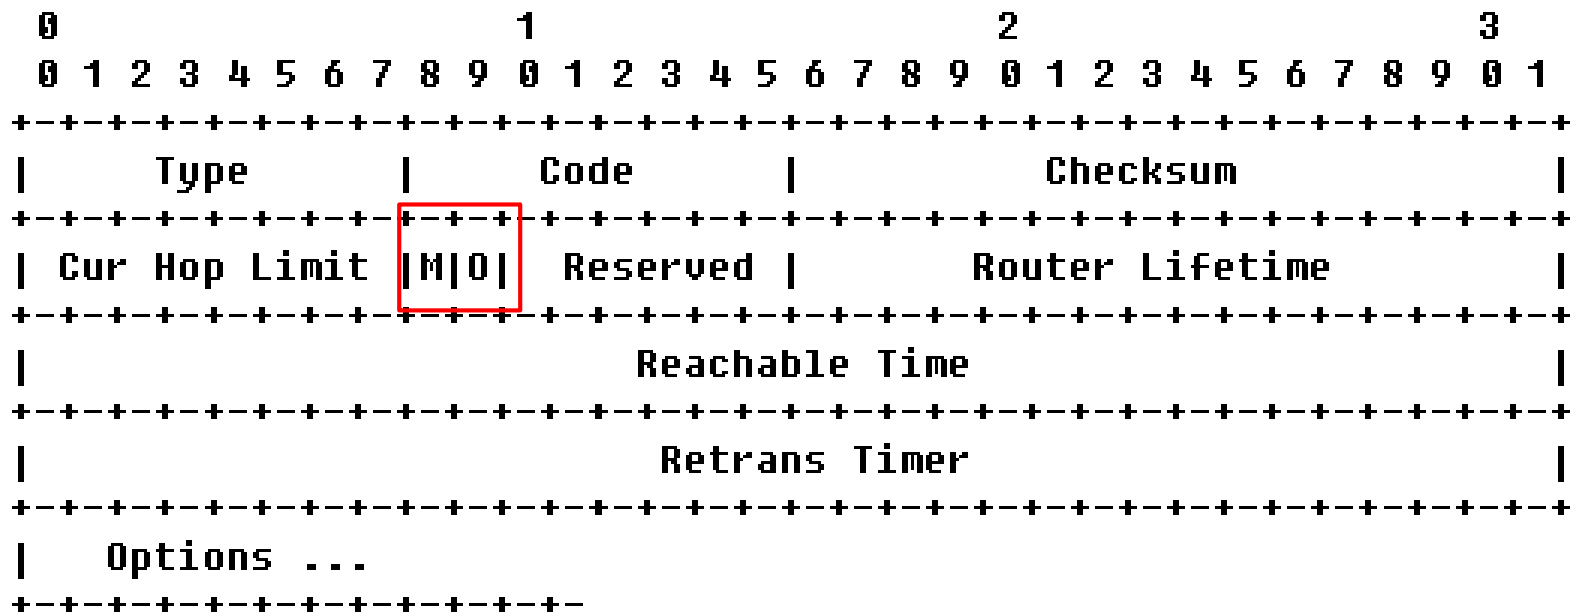 0                   1                   2                   3
 0 1 2 3 4 5 6 7 8 9 0 1 2 3 4 5 6 7 8 9 0 1 2 3 4 5 6 7 8 9 0 1
+-+-+-+-+-+-+-+-+-+-+-+-+-+-+-+-+-+-+-+-+-+-+-+-+-+-+-+-+-+-+-+-+
|     Type      |     Code      |          Checksum             |
+-+-+-+-+-+-+-+-+-+-+-+-+-+-+-+-+-+-+-+-+-+-+-+-+-+-+-+-+-+-+-+-+
| Cur Hop Limit |M|O|  Reserved |       Router Lifetime         |
+-+-+-+-+-+-+-+-+-+-+-+-+-+-+-+-+-+-+-+-+-+-+-+-+-+-+-+-+-+-+-+-+
|                         Reachable Time                        |
+-+-+-+-+-+-+-+-+-+-+-+-+-+-+-+-+-+-+-+-+-+-+-+-+-+-+-+-+-+-+-+-+
|                          Retrans Timer                        |
+-+-+-+-+-+-+-+-+-+-+-+-+-+-+-+-+-+-+-+-+-+-+-+-+-+-+-+-+-+-+-+-+
|   Options ...
+-+-+-+-+-+-+-+-+-+-+-+-